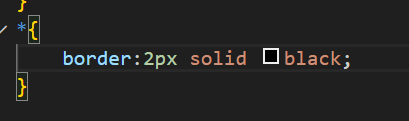 }
*{
border:2px solid black;
}